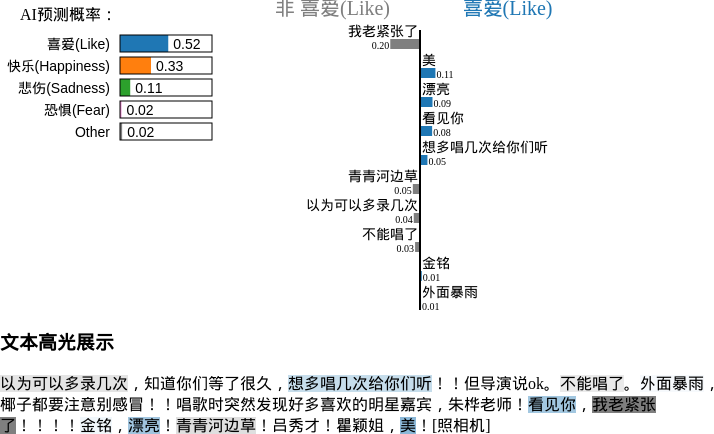 AI预测概率：
喜爱(Like) 0.52
快乐(Happiness) 0.33
悲伤(Sadness) 0.11
恐惧(Fear) 0.02
Other 0.02
非 喜爱(Like) 喜爱(Like)
我老紧张了
0.20
美
0.11
漂亮
0.09
看见你
0.08
想多唱几次给你们听
0.05
青青河边草
0.05
以为可以多录几次
0.04
不能唱了
0.03
金铭
0.01
外面暴雨
0.01
文本高光展示
以为可以多录几次，知道你们等了很久，想多唱几次给你们听！！但导演说ok。不能唱了。外面暴雨，
椰子都要注意别感冒！！唱歌时突然发现好多喜欢的明星嘉宾，朱桦老师！看见你，我老紧张
了！！！！金铭，漂亮！青青河边草！吕秀才！瞿颖姐，美！[照相机]